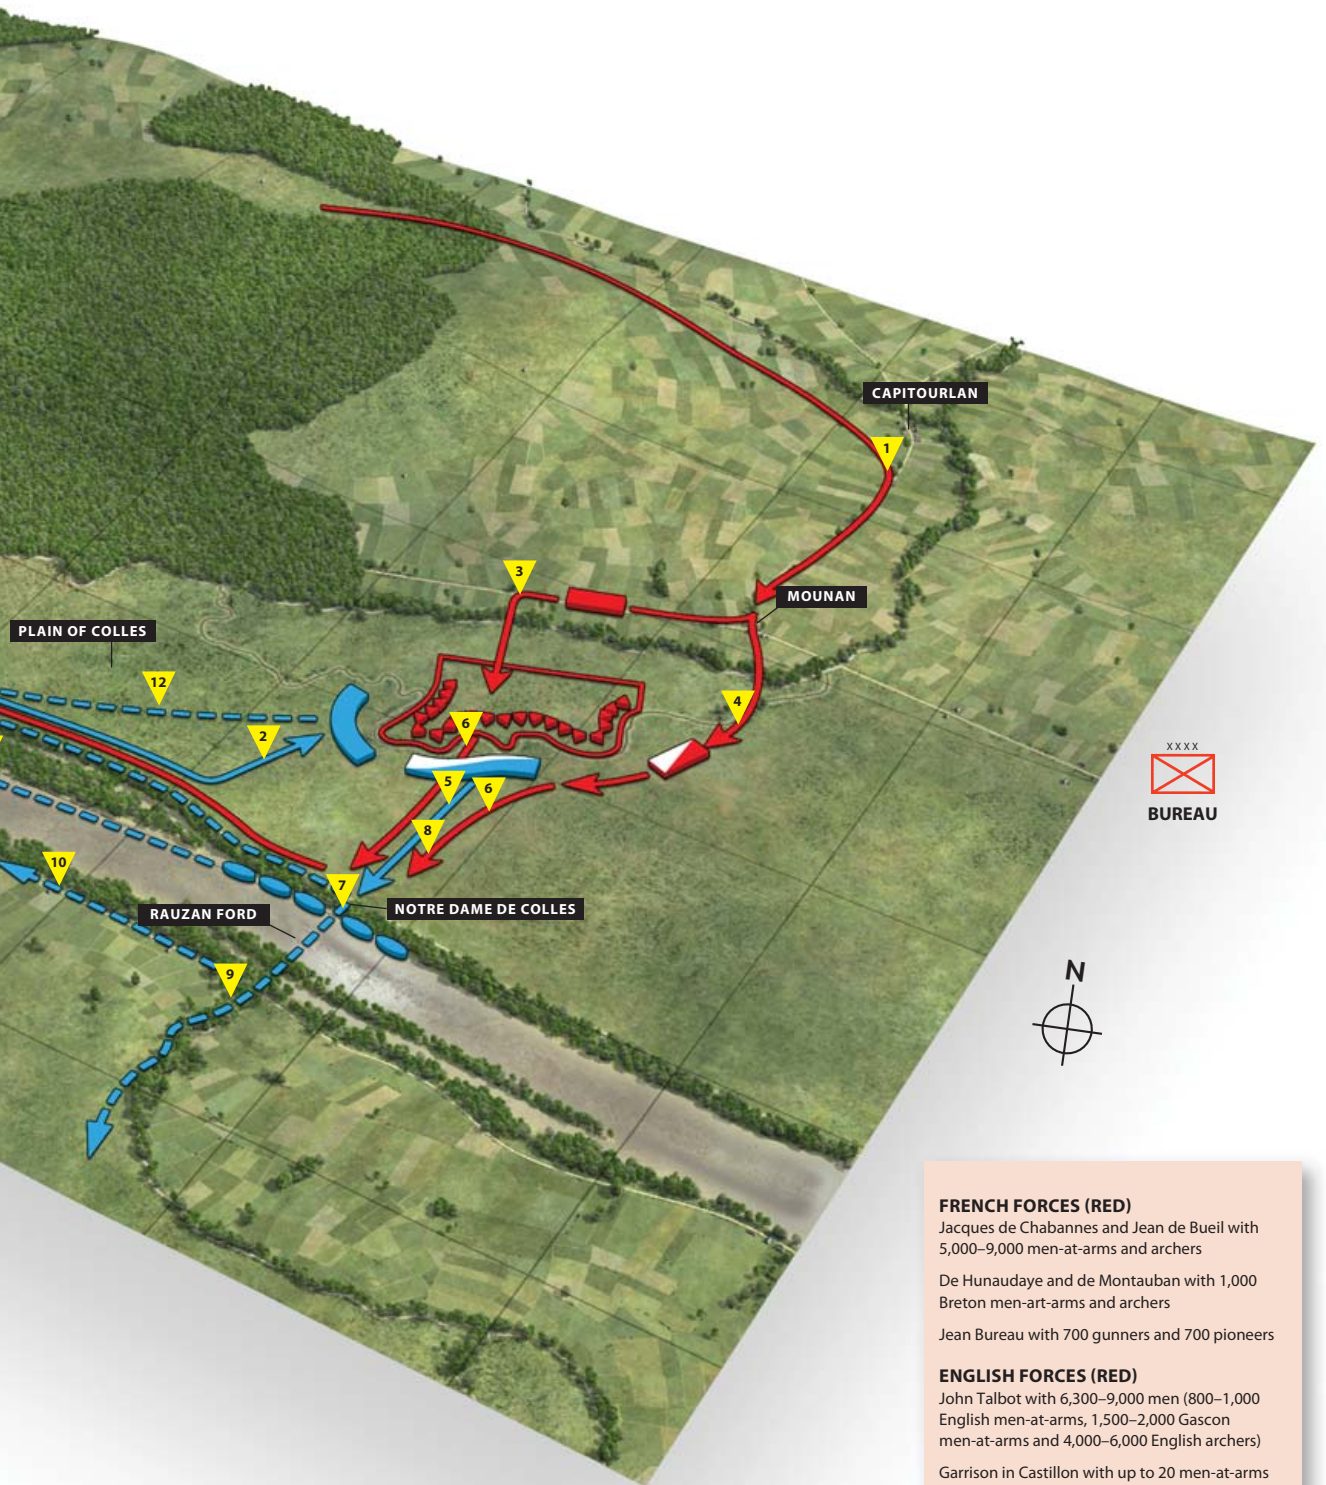 CAPITOURLAN
1
3
MOUNAN
PLAIN OF COLLES
12
4
6
2
xxxx
BUREAU
5
6
8
10
7
RAUZAN FORD
NOTRE DAME DE COLLES
9
N
FRENCH FORCES (RED)
Jacques de Chabannes and Jean de Bueil with
5,000–9,000 men-at-arms and archers
De Hunaudaye and de Montauban with 1,000
Breton men-art-arms and archers
Jean Bureau with 700 gunners and 700 pioneers
ENGLISH FORCES (RED)
John Talbot with 6,300–9,000 men (800–1,000
English men-at-arms, 1,500–2,000 Gascon
men-at-arms and 4,000–6,000 English archers)
Garrison in Castillon with up to 20 men-at-arms